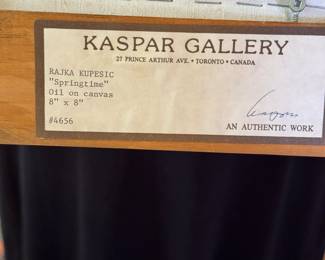 KASPAR GALLERY
27 PRINCE ARTHUR AVE. • TORONTO • CANADA
RAJKA KUPESIC
"Springtime"
Oil on canvas
8" x 8"
#4656
AN AUTHENTIC WORK